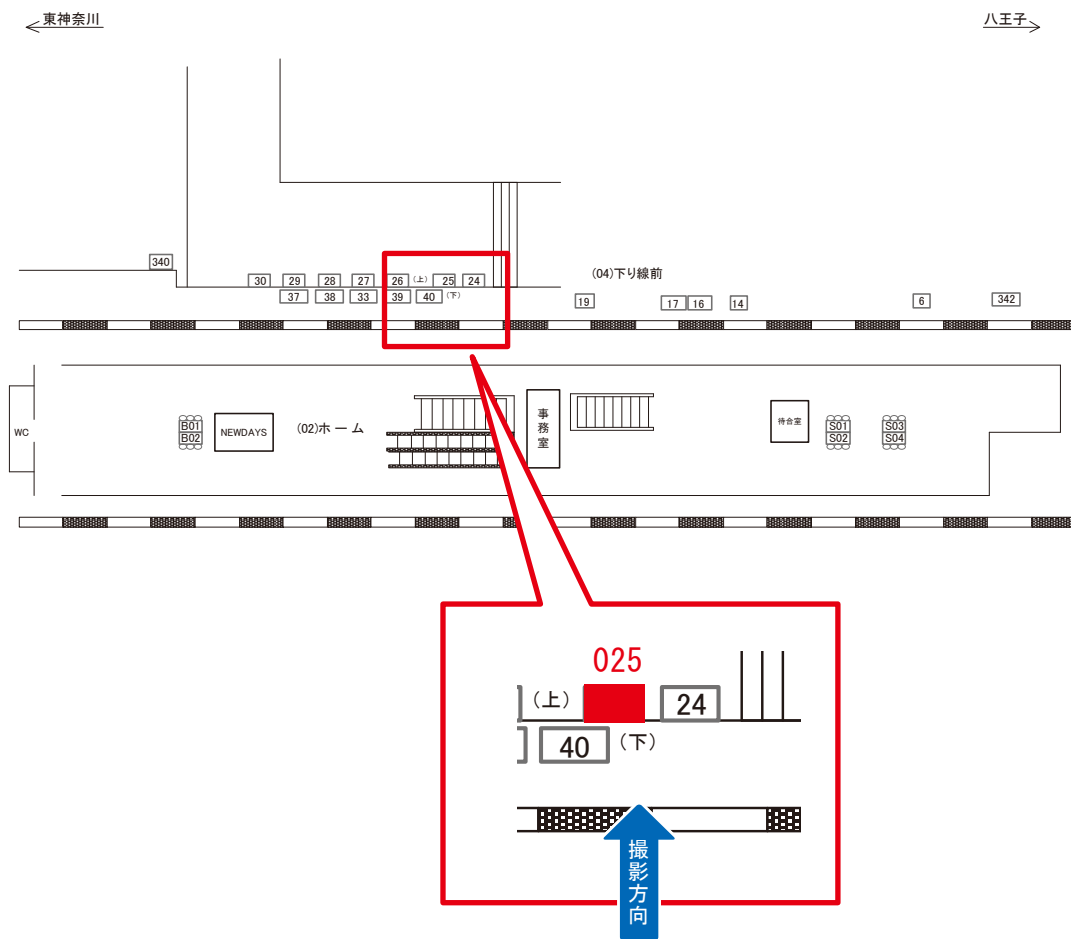 東神奈川
八王子
340
30
29
28
27
26
(上)
25
24
(04)下り線前
37
38
33
39
40
(下)
19
17
16
14
6
342
WC
B01
B02
NEWDAYS
(02)ホーム
事務室
待合室
S01
S02
S03
S04
025
(上)
24
40
(下)
撮影方向